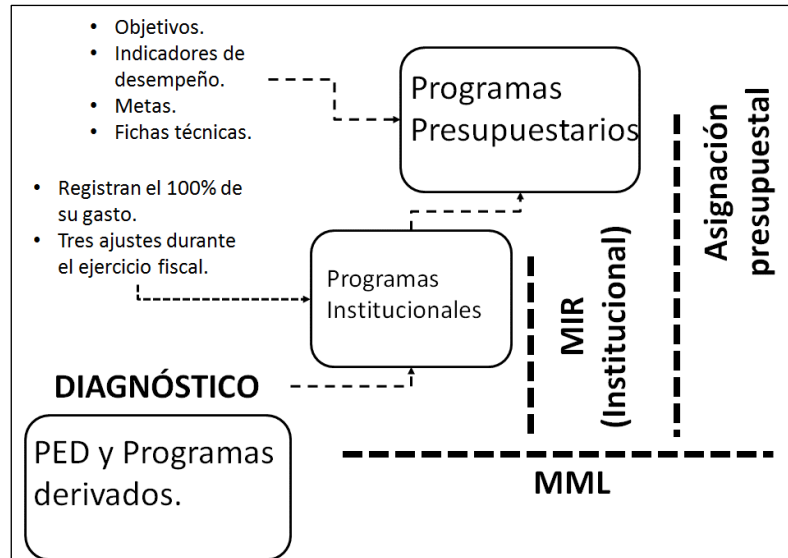 • Objetivos.
• Indicadores de
desempeño.
• Metas.
• Fichas técnicas.
Programas
Presupuestarios
• Registran el 100% de
su gasto.
• Tres ajustes durante
el ejercicio fiscal.
Programas
Institucionales
DIAGNÓSTICO
PED y Programas
derivados.
MIR
(Institucional)
Asignación
presupuestal
MML